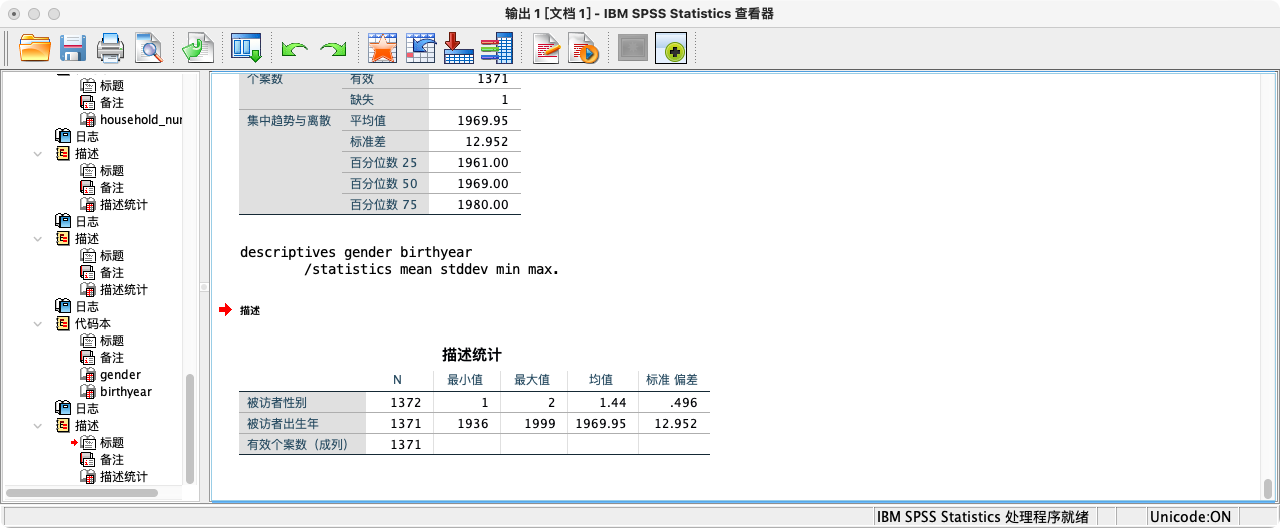 输出 1 [文档 1] - IBM SPSS Statistics 查看器
标题
备注
household_nur
日志
描述
标题
备注
描述统计
日志
描述
标题
备注
描述统计
日志
代码本
标题
备注
gender
birthyear
日志
描述
标题
备注
描述统计
个案数 有效 1371
缺失 1
集中趋势与离散 平均值 1969.95
标准差 12.952
百分位数 25 1961.00
百分位数 50 1969.00
百分位数 75 1980.00
descriptives gender birthyear
/statistics mean stddev min max.
描述
描述统计
N 最小值 最大值 均值 标准 偏差
被访者性别 1372 1 2 1.44 .496
被访者出生年 1371 1936 1999 1969.95 12.952
有效个案数（成列） 1371
IBM SPSS Statistics 处理程序就绪 Unicode:ON